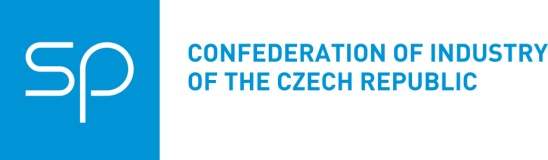 sp
CONFEDERATION OF INDUSTRY
OF THE CZECH REPUBLIC